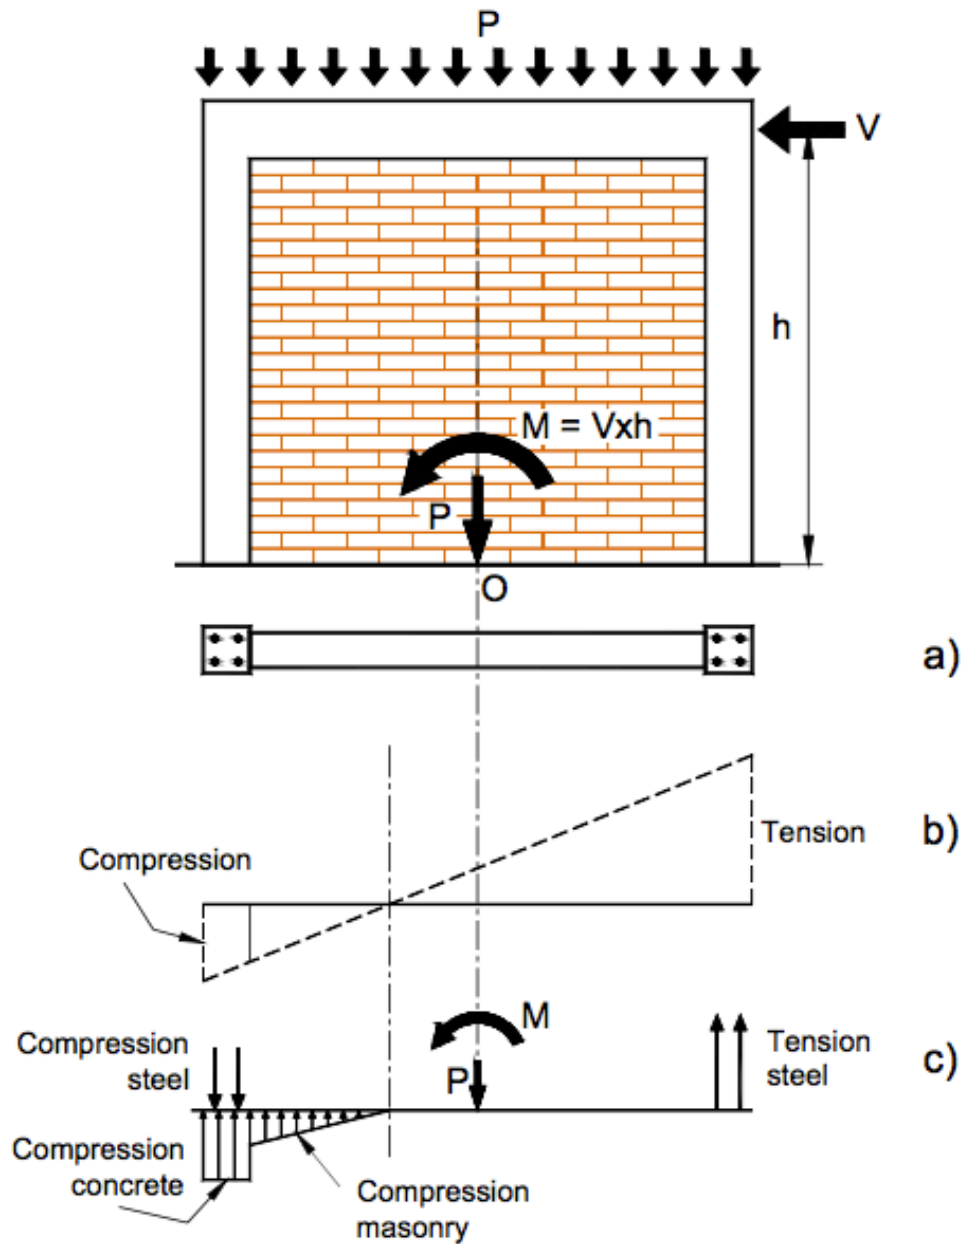 P
V
h
M = Vxh
P
O
a)
Tension
b)
Compression
M
Compression
steel
P
Tension
steel
c)
Compression
concrete
Compression
masonry